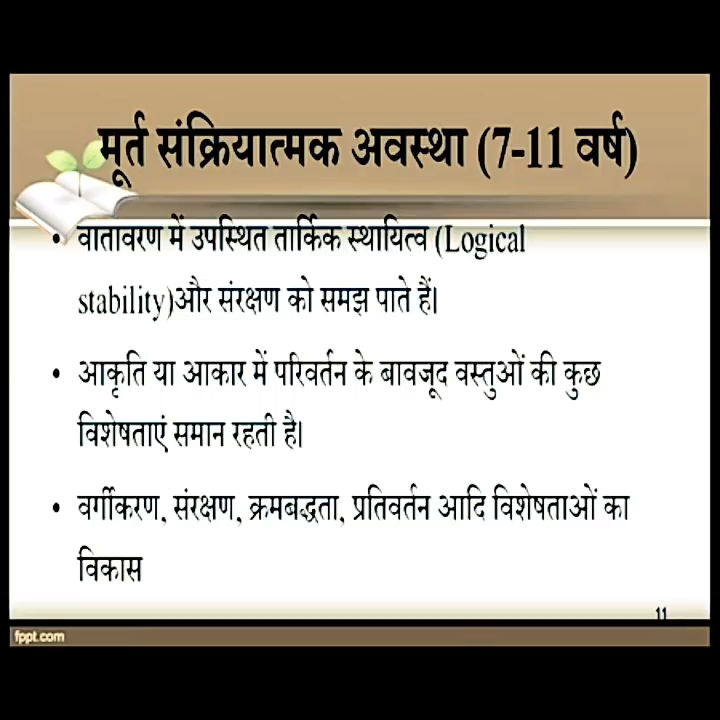 मूर्त संक्रियात्मक अवस्था (7-11 वर्ष)
• वातावरण में उपस्थित तार्किक स्थायित्व (Logical
stability)और संरक्षण को समझ पाते हैं।
• आकृति या आकार में परिवर्तन के बावजूद वस्तुओं की कुछ
विशेषताएं समान रहती है।
• वर्गीकरण, संरक्षण, क्रमबद्धता, प्रतिवर्तन आदि विशेषताओं का
विकास
11
fppt.com